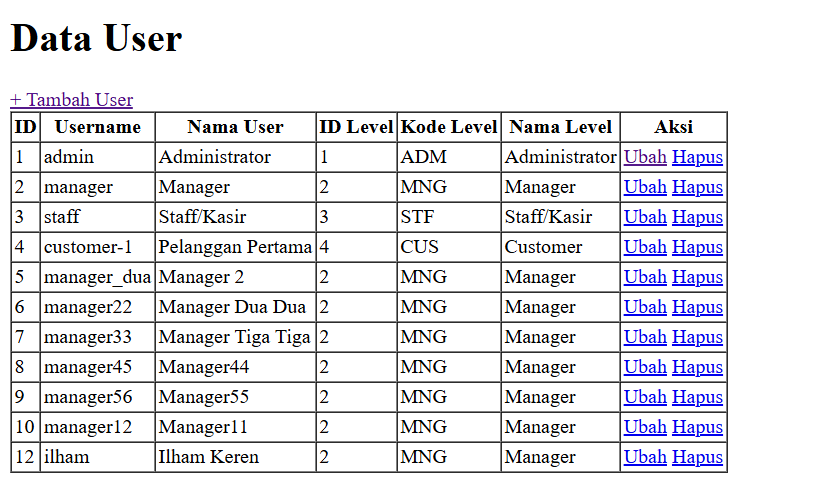 Data User
+ Tambah User
ID Username Nama User ID Level Kode Level Nama Level Aksi
1 admin Administrator 1 ADM Administrator Ubah Hapus
2 manager Manager 2 MNG Manager Ubah Hapus
3 staff Staff/Kasir 3 STF Staff/Kasir Ubah Hapus
4 customer-1 Pelanggan Pertama 4 CUS Customer Ubah Hapus
5 manager_dua Manager 2 2 MNG Manager Ubah Hapus
6 manager22 Manager Dua Dua 2 MNG Manager Ubah Hapus
7 manager33 Manager Tiga Tiga 2 MNG Manager Ubah Hapus
8 manager45 Manager44 2 MNG Manager Ubah Hapus
9 manager56 Manager55 2 MNG Manager Ubah Hapus
10 manager12 Manager11 2 MNG Manager Ubah Hapus
12 ilham Ilham Keren 2 MNG Manager Ubah Hapus